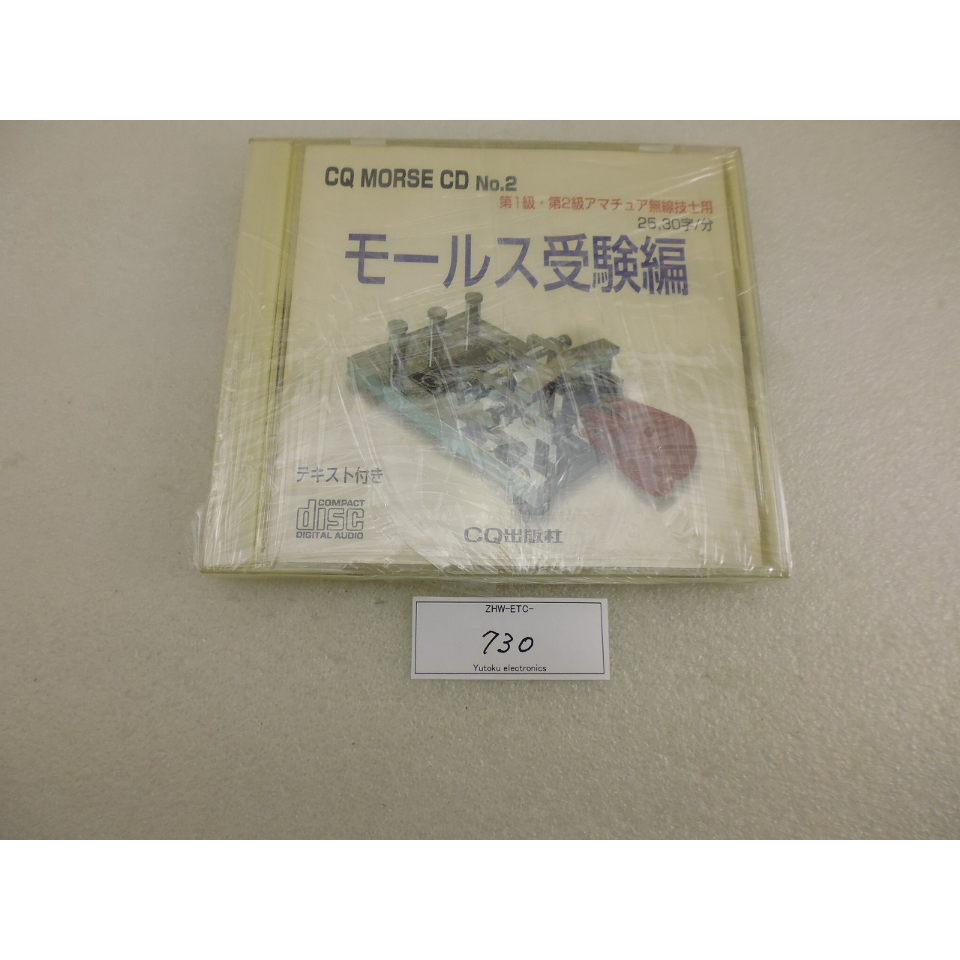 CQ MORSE CD No.2
第1級・第2級アマチュア無線技士用
25,30字/分
モールス受験編
テキスト付き
COMPACT
disc
DIGITAL AUDIO
CQ出版社
ZHW-ETC-
730
Yutoku electronics